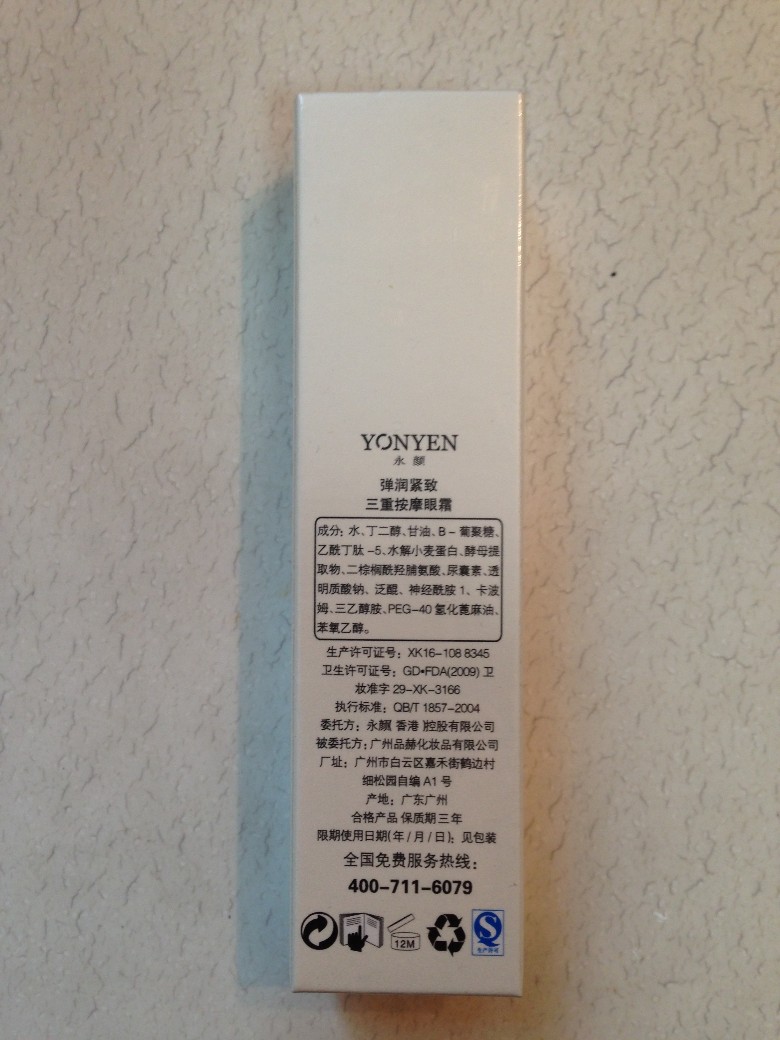 YONYEN
永颜
弹润紧致
三重按摩眼霜
成分：水、丁二醇、甘油、B－葡聚糖、
乙酰丁肽-5、水解小麦蛋白、酵母提
取物、二棕榈酰羟脯氨酸、尿囊素、透
明质酸钠、泛醌、神经酰胺1、卡波
姆、三乙醇胺、PEG-40氢化蓖麻油、
苯氧乙醇。
生产许可证号：XK16-108 8345
卫生许可证号：GD•FDA(2009) 卫
妆准字 29-XK-3166
执行标准：QB/T 1857-2004
委托方：永颜( 香港 )控股有限公司
被委托方：广州品赫化妆品有限公司
厂址：广州市白云区嘉禾街鹤边村
细松园自编A1号
产地：广东广州
合格产品 保质期三年
限期使用日期(年/月/日)：见包装
全国免费服务热线：
400-711-6079
12M
生产许可